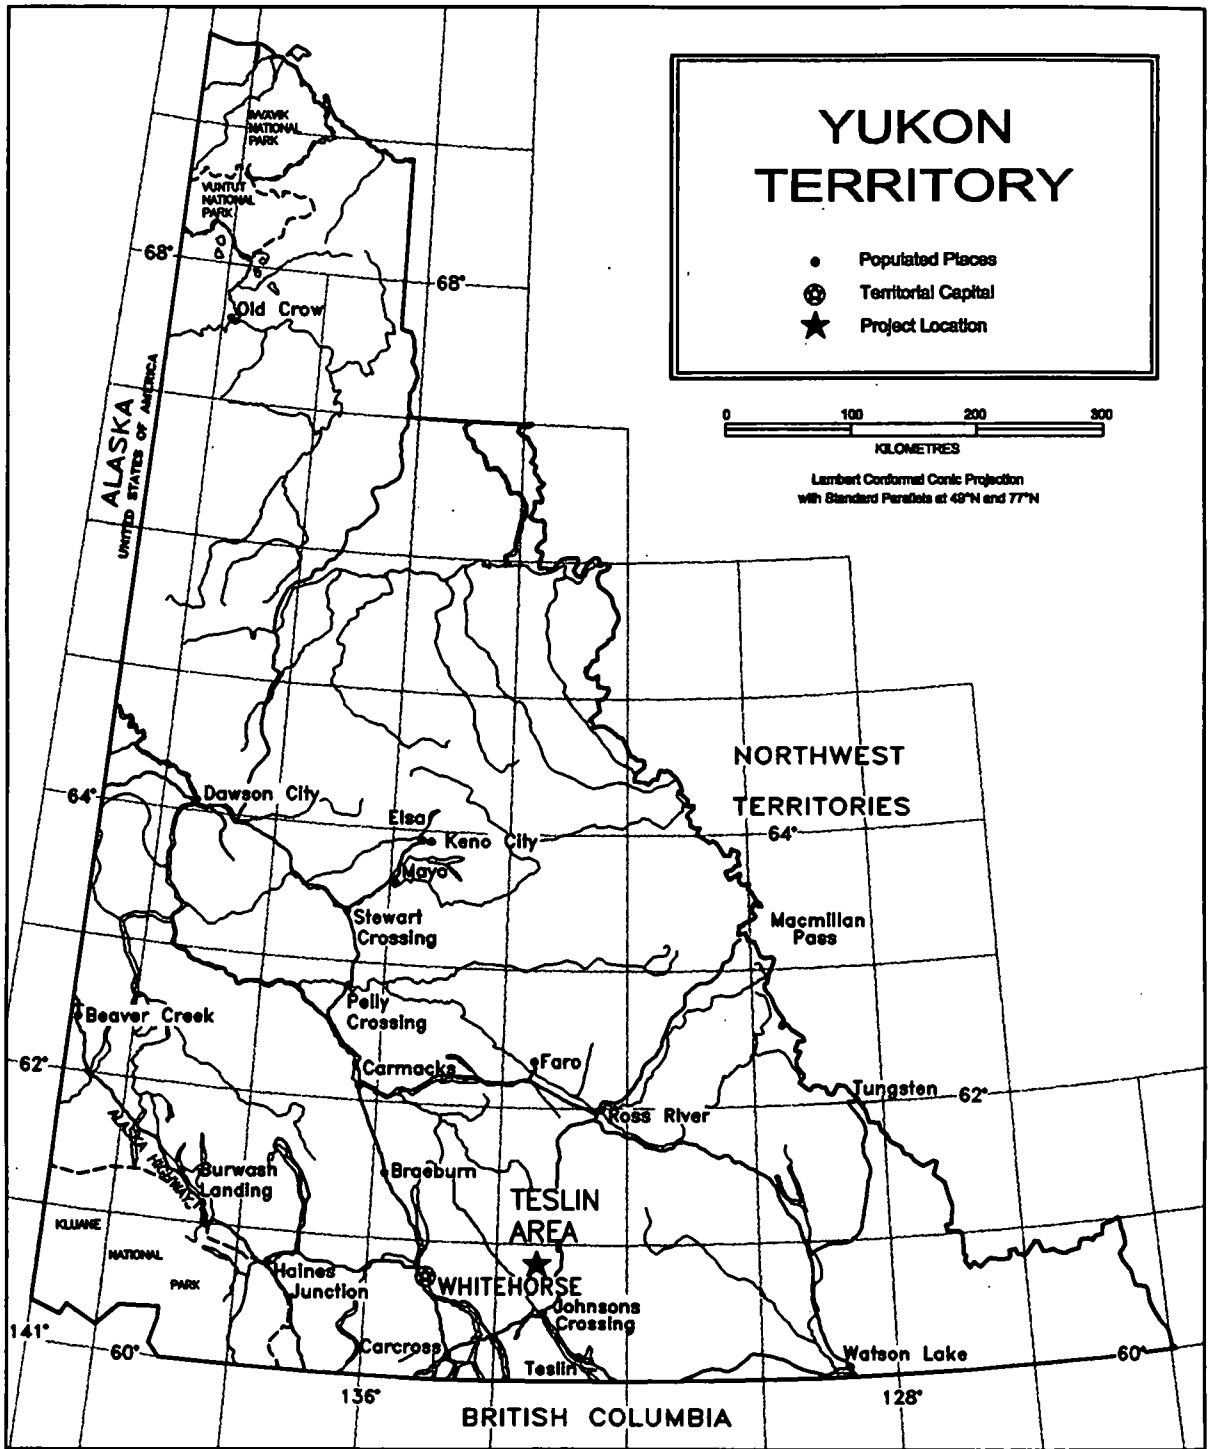 YUKON
TERRITORY
Populated Places
Territorial Capital
Project Location
0 100 200 300
KILOMETRES
Lambert Conformal Conic Projection
with Standard Parallels at 49°N and 77°N
IVVAVIK
NATIONAL
PARK
VUNTUT
NATIONAL
PARK
68°
68°
Old Crow
ALASKA
UNITED STATES OF AMERICA
NORTHWEST
TERRITORIES
64°
Dawson City
64°
Elsa
Keno City
Mayo
Stewart
Crossing
Macmillan
Pass
Pelly
Crossing
Beaver Creek
62°
Carmacks
Faro
Tungsten
62°
Ross River
ALASKA HIGHWAY
Burwash
Landing
Braeburn
TESLIN
AREA
KLUANE
NATIONAL
PARK
Haines
Junction
WHITEHORSE
Johnsons
Crossing
141°
60°
Carcross
Teslin
Watson Lake
60°
136°
128°
BRITISH COLUMBIA